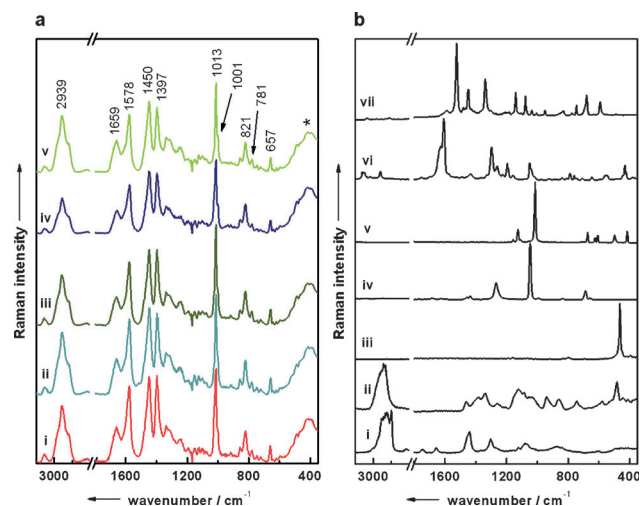 a
b
2939
1659
1578
1450
1397
1013
1001
821
781
657
*
v
iv
iii
ii
i
vii
vi
v
iv
iii
ii
i
Raman intensity
Raman intensity
3000 1600 1200 800 400
3000 1600 1200 800 400
wavenumber / cm⁻¹
wavenumber / cm⁻¹